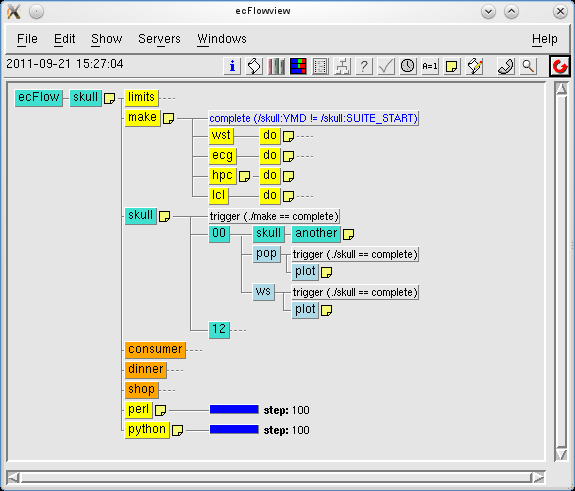 ecFlowview
File Edit Show Servers Windows Help
2011-09-21 15:27:04 i ? A=1
ecFlow skull limits
make complete (/skull:YMD != /skull:SUITE_START)
wst do
ecg do
hpc do
lcl do
skull trigger (./make == complete)
00 skull another
pop trigger (./skull == complete)
plot
ws trigger (./skull == complete)
plot
12
consumer
dinner
shop
perl step: 100
python step: 100